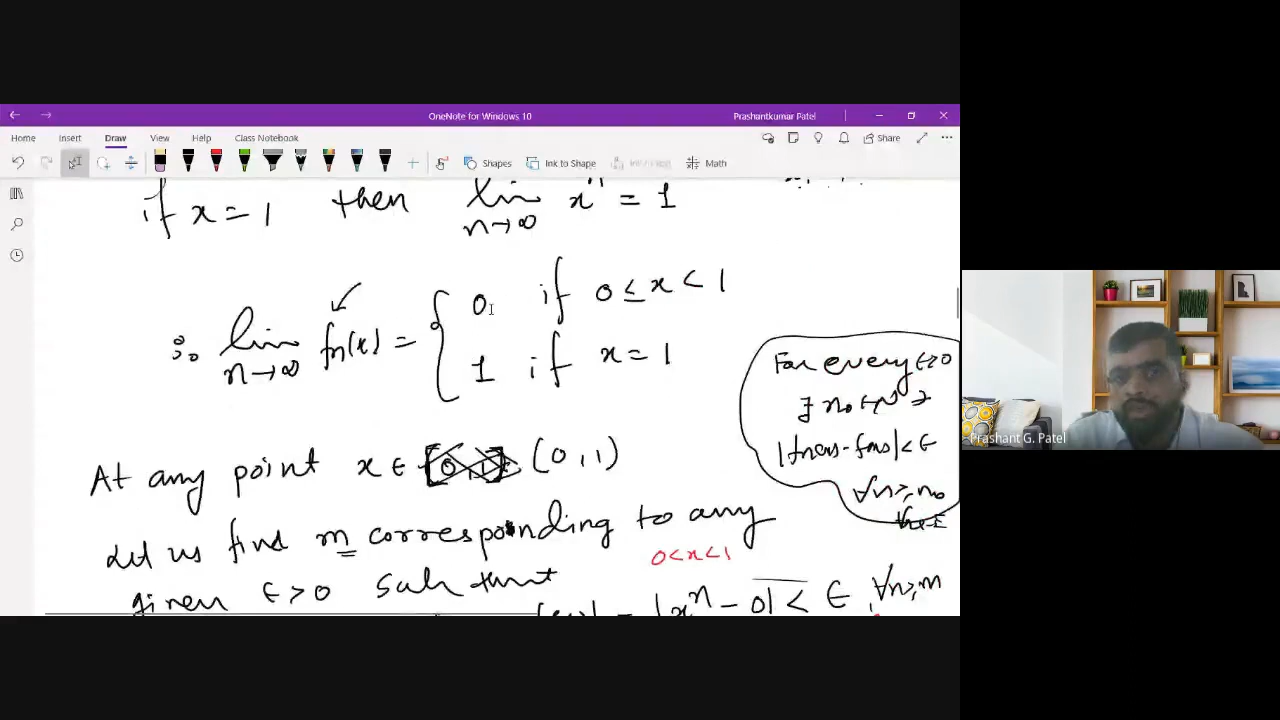 OneNote for Windows 10
Prashantkumar Patel
Home Insert Draw View Help Class Notebook
Share
Shapes Ink to Shape Math
if x = 1 then lim x^n = 1
n→∞
∴ lim fn(x) = { 0, if 0 ≤ x < 1
n→∞
1 if x = 1
For every ε>0
∃ n₀ ∈ N ∋
|fn(x)-f(x)| < ε
∀n≥n₀
At any point x ∈ [0,1] (0,1)
Let us find m corresponding to any
0<x<1
given ε>0 such that
|x^n - 0| < ε, ∀n≥m
Prashant G. Patel